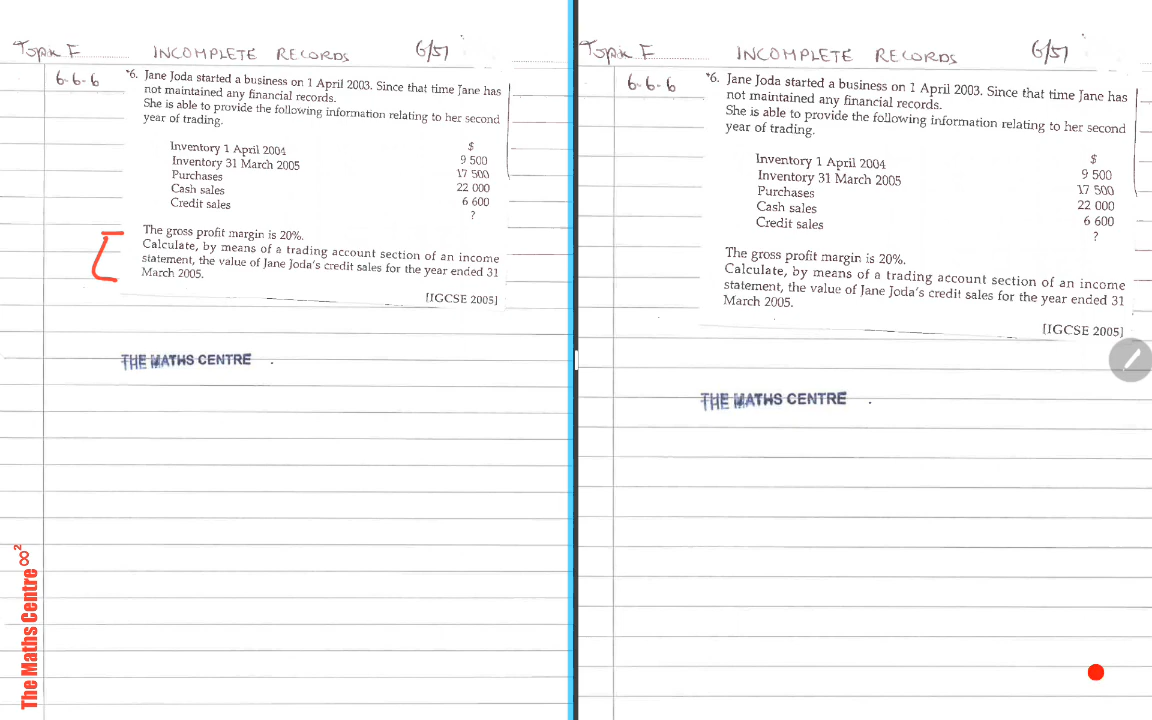 Topic F INCOMPLETE RECORDS 6/51
6-6-6 *6. Jane Joda started a business on 1 April 2003. Since that time Jane has
not maintained any financial records.
She is able to provide the following information relating to her second
year of trading.
$
Inventory 1 April 2004 9 500
Inventory 31 March 2005 17 500
Purchases 22 000
Cash sales 6 600
Credit sales ?
The gross profit margin is 20%.
Calculate, by means of a trading account section of an income
statement, the value of Jane Joda's credit sales for the year ended 31
March 2005.
[IGCSE 2005]
THE MATHS CENTRE .
The Maths Centre ∞²
Topic F INCOMPLETE RECORDS 6/51
6-6-6 *6. Jane Joda started a business on 1 April 2003. Since that time Jane has
not maintained any financial records.
She is able to provide the following information relating to her second
year of trading.
$
Inventory 1 April 2004 9 500
Inventory 31 March 2005 17 500
Purchases 22 000
Cash sales 6 600
Credit sales ?
The gross profit margin is 20%.
Calculate, by means of a trading account section of an income
statement, the value of Jane Joda's credit sales for the year ended 31
March 2005.
[IGCSE 2005]
THE MATHS CENTRE .